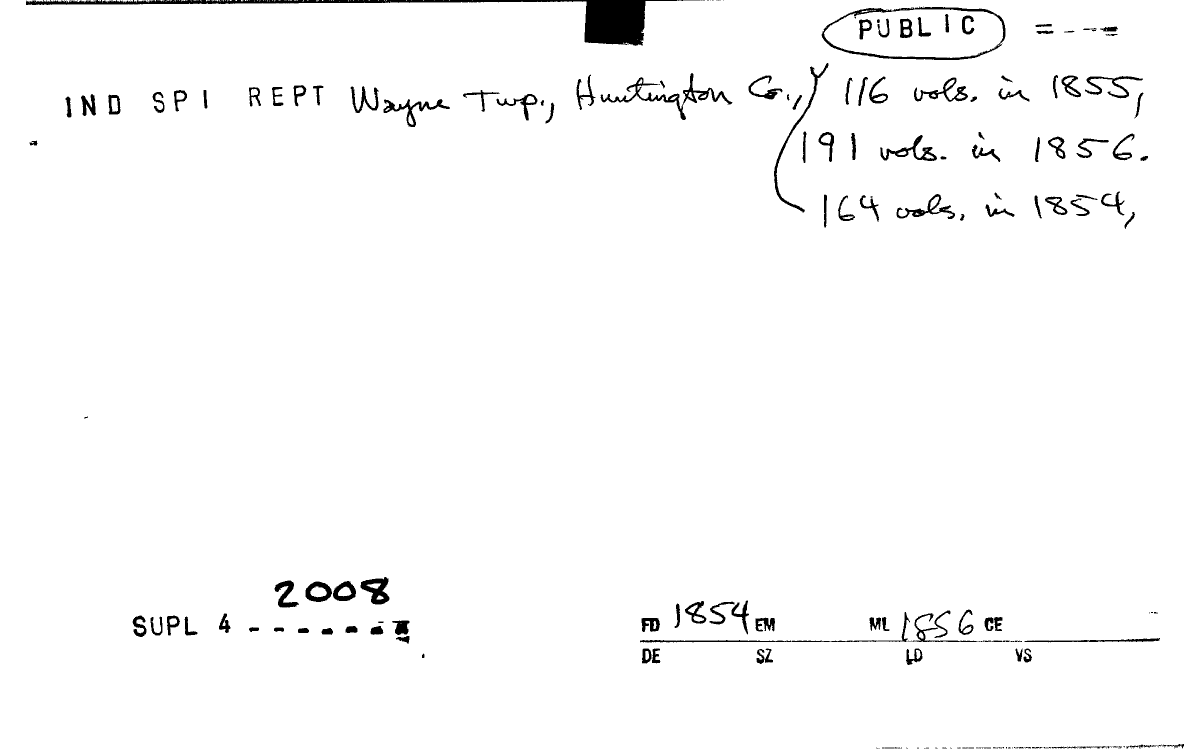 PUBLIC = - - - =
IND SPI REPT Wayne Twp., Huntington Co., 116 vols. in 1855,
191 vols. in 1856.
164 vols. in 1854,
2008
SUPL 4 - - - - - - -
FD 1854 EM ML 1856 CE
DE SZ LD VS